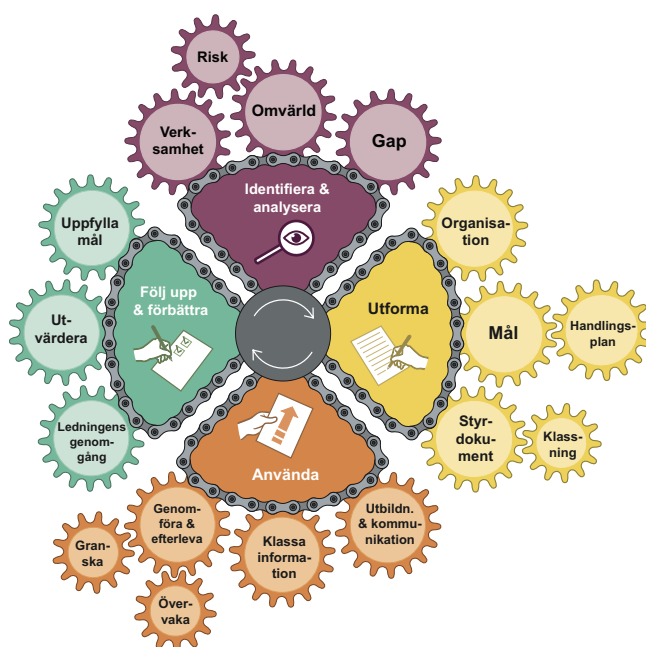 Risk
Omvärld
Verk-
samhet
Gap
Identifiera &
analysera
Uppfylla
mål
Organisa-
tion
Följ upp
& förbättra
Utforma
Ut-
värdera
Mål
Handlings-
plan
Ledningens
genom-
gång
Styr-
doku-
ment
Klass-
ning
Använda
Genom-
föra &
efterleva
Utbildn.
& kommu-
nikation
Gran-
ska
Klassa
informa-
tion
Över-
vaka